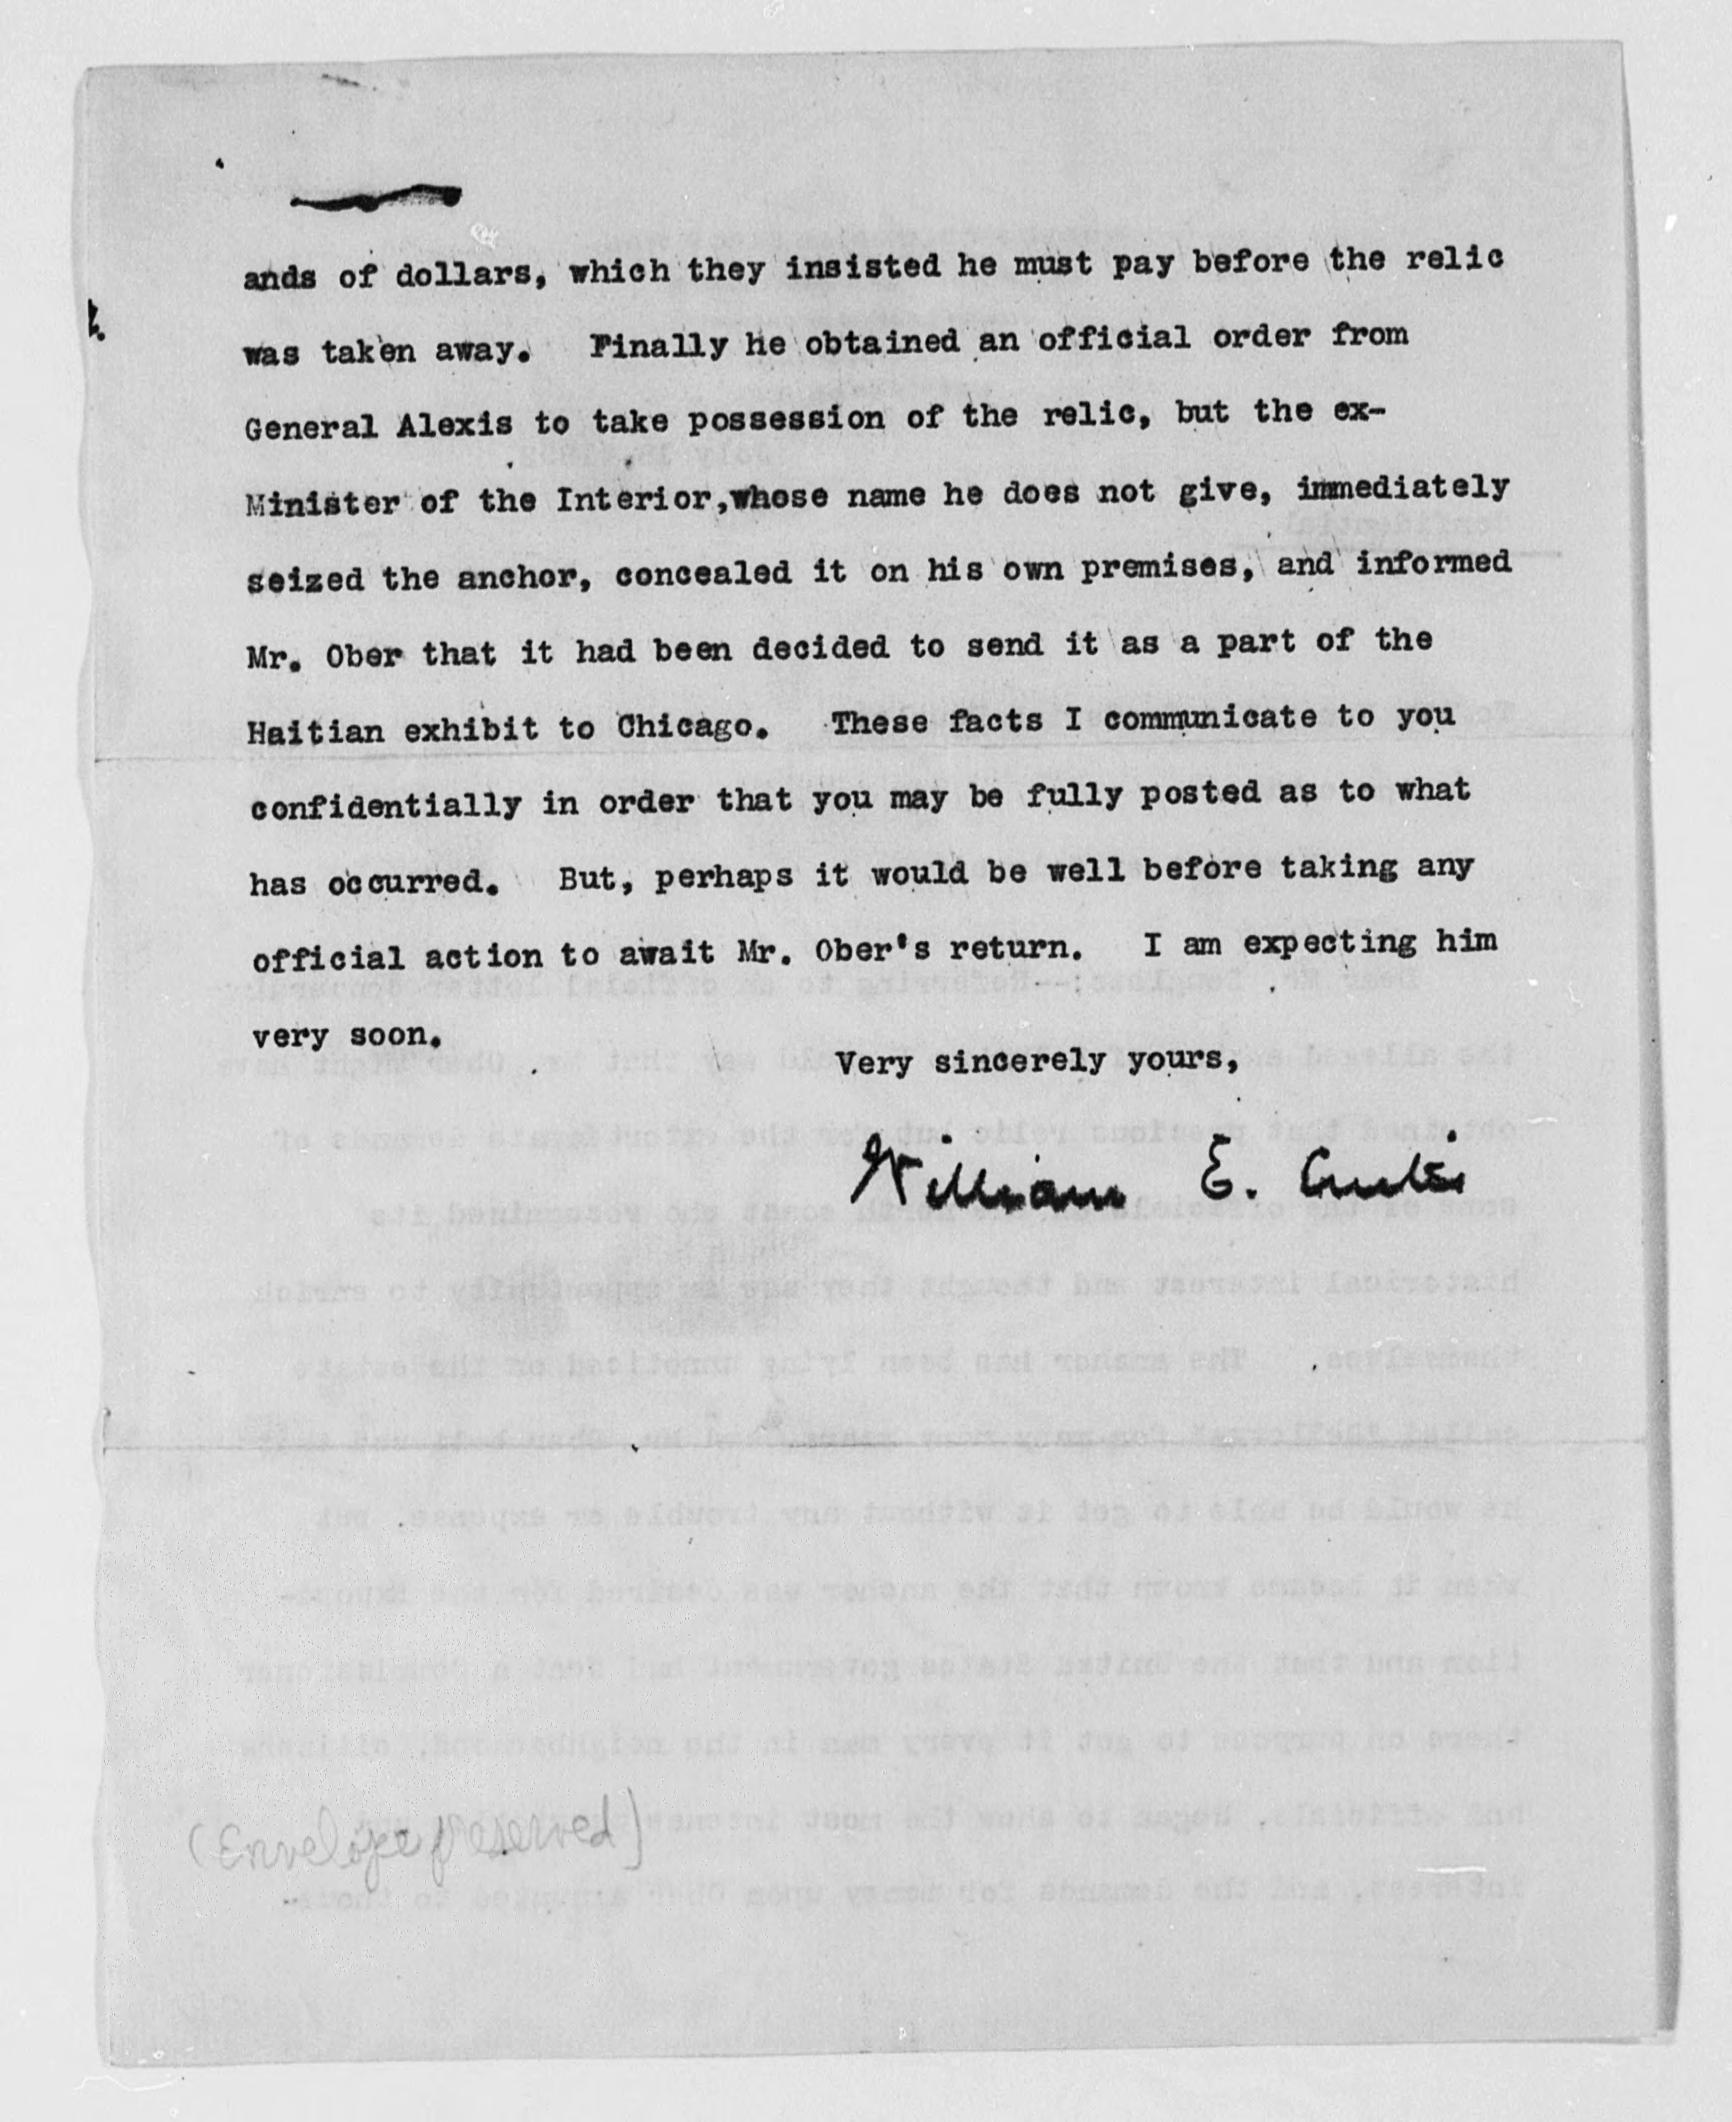 ands of dollars, which they insisted he must pay before the relic
was taken away. Finally he obtained an official order from
General Alexis to take possession of the relic, but the ex-
Minister of the Interior,whose name he does not give, immediately
seized the anchor, concealed it on his own premises, and informed
Mr. Ober that it had been decided to send it as a part of the
Haitian exhibit to Chicago. These facts I communicate to you
confidentially in order that you may be fully posted as to what
has occurred. But, perhaps it would be well before taking any
official action to await Mr. Ober's return. I am expecting him
very soon.
Very sincerely yours,
William E. Curtis
(Envelope preserved)